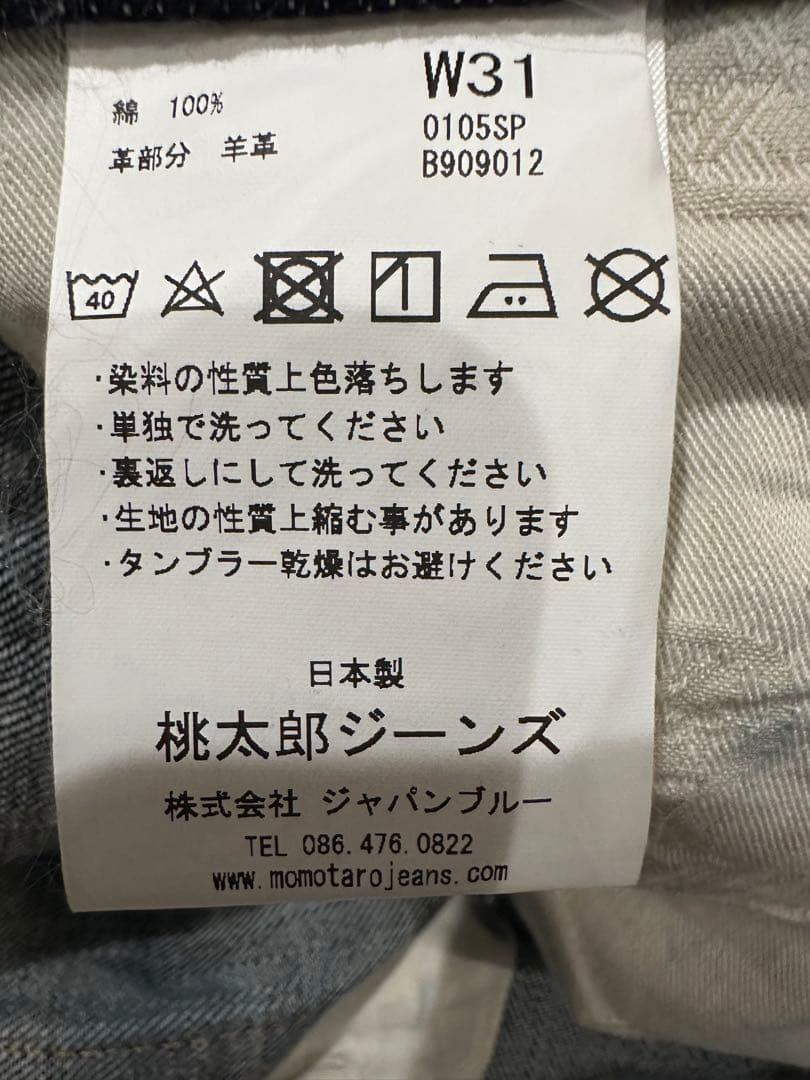 綿 100%
革部分 羊革
W31
0105SP
B909012
40
・染料の性質上色落ちします
・単独で洗ってください
・裏返しにして洗ってください
・生地の性質上縮む事があります
・タンブラー乾燥はお避けください
日本製
桃太郎ジーンズ
株式会社 ジャパンブルー
TEL 086.476.0822
www.momotarojeans.com